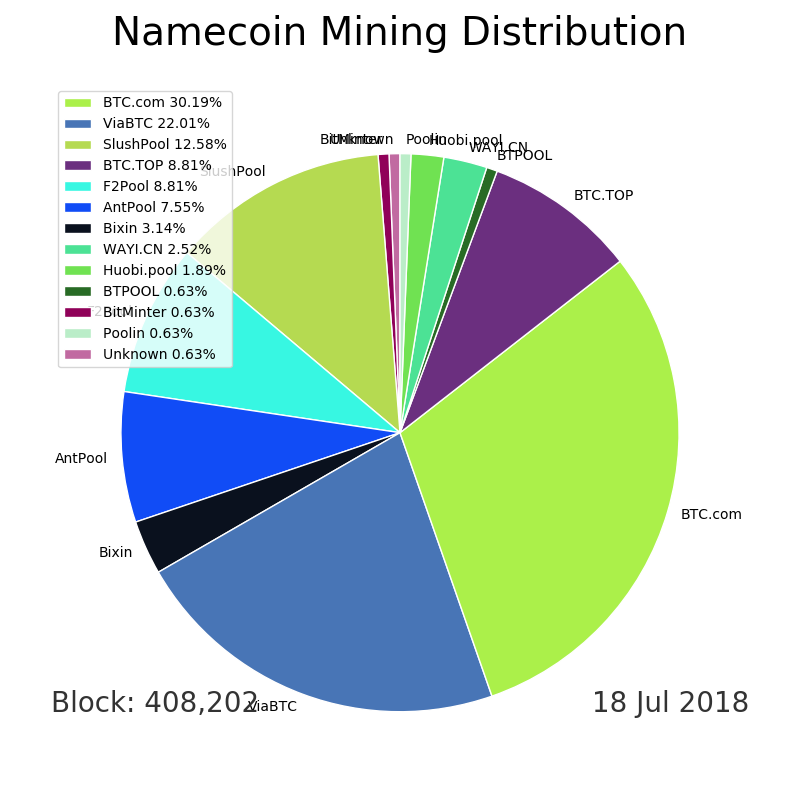 Namecoin Mining Distribution
BTC.com 30.19%
ViaBTC 22.01%
SlushPool 12.58%
BTC.TOP 8.81%
F2Pool 8.81%
AntPool 7.55%
Bixin 3.14%
WAYI.CN 2.52%
Huobi.pool 1.89%
BTPOOL 0.63%
BitMinter 0.63%
Poolin 0.63%
Unknown 0.63%
BitMinter
Unknown
Poolin
Huobi.pool
WAYI.CN
BTPOOL
BTC.TOP
SlushPool
F2Pool
AntPool
BTC.com
Bixin
Block: 408,202
ViaBTC
18 Jul 2018